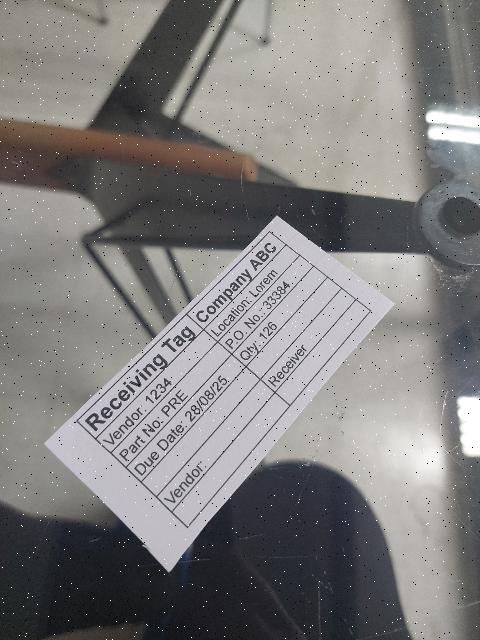 Receiving Tag Company ABC
Vendor: 1234 Location: Lorem
Part No: PRE P.O. No.: 33384
Due Date: 28/08/25 Qty: 126
Vendor: Receiver